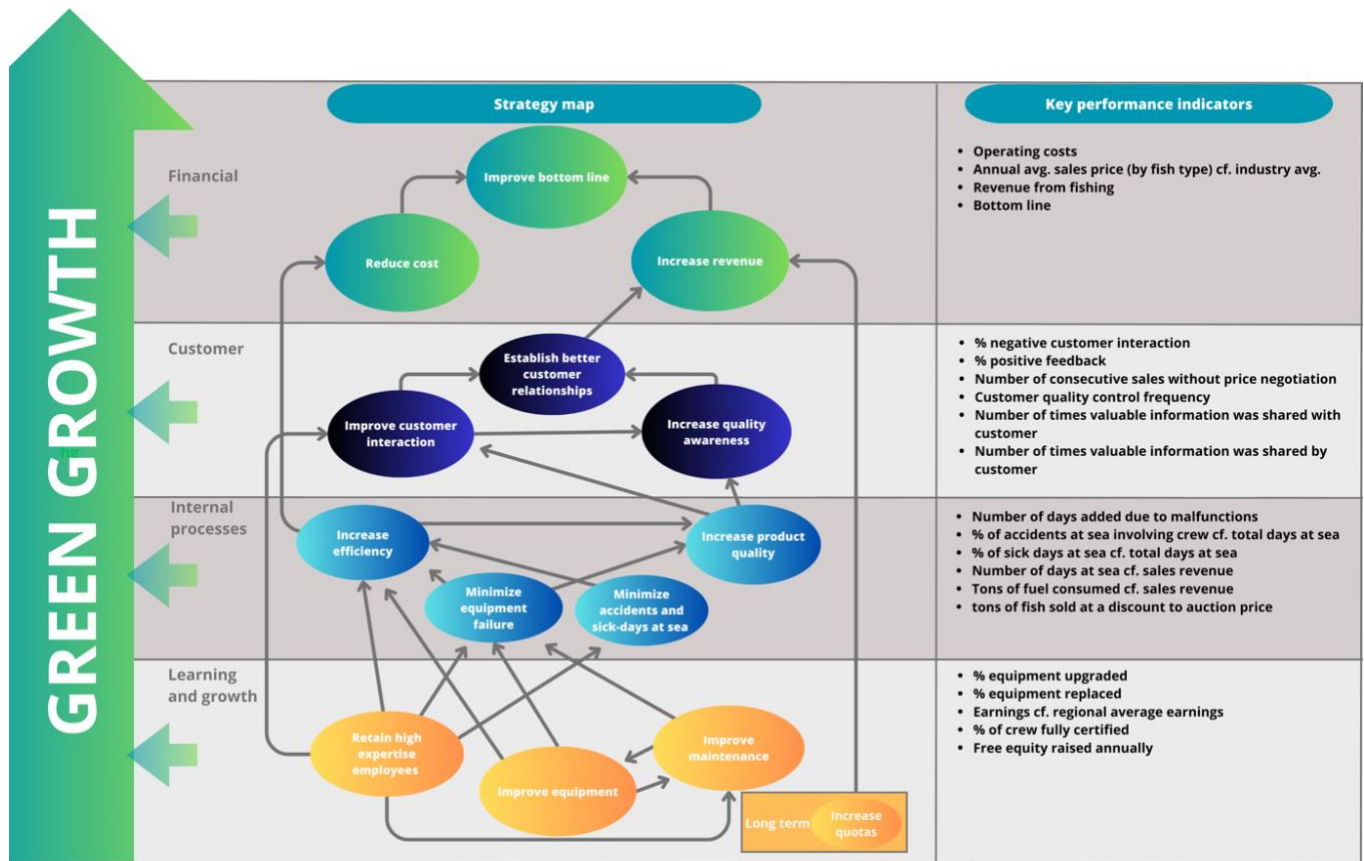 GREEN GROWTH
Strategy map
Key performance indicators
Financial
Improve bottom line
Reduce cost
Increase revenue
• Operating costs
• Annual avg. sales price (by fish type) cf. industry avg.
• Revenue from fishing
• Bottom line
Customer
Establish better
customer
relationships
Improve customer
interaction
Increase quality
awareness
• % negative customer interaction
• % positive feedback
• Number of consecutive sales without price negotiation
• Customer quality control frequency
• Number of times valuable information was shared with
customer
• Number of times valuable information was shared by
customer
Internal
processes
Increase
efficiency
Increase product
quality
Minimize
equipment
failure
Minimize
accidents and
sick-days at sea
• Number of days added due to malfunctions
• % of accidents at sea involving crew cf. total days at sea
• % of sick days at sea cf. total days at sea
• Number of days at sea cf. sales revenue
• Tons of fuel consumed cf. sales revenue
• tons of fish sold at a discount to auction price
Learning
and growth
Retain high
expertise
employees
Improve equipment
Improve
maintenance
Long term
Increase
quotas
• % equipment upgraded
• % equipment replaced
• Earnings cf. regional average earnings
• % of crew fully certified
• Free equity raised annually